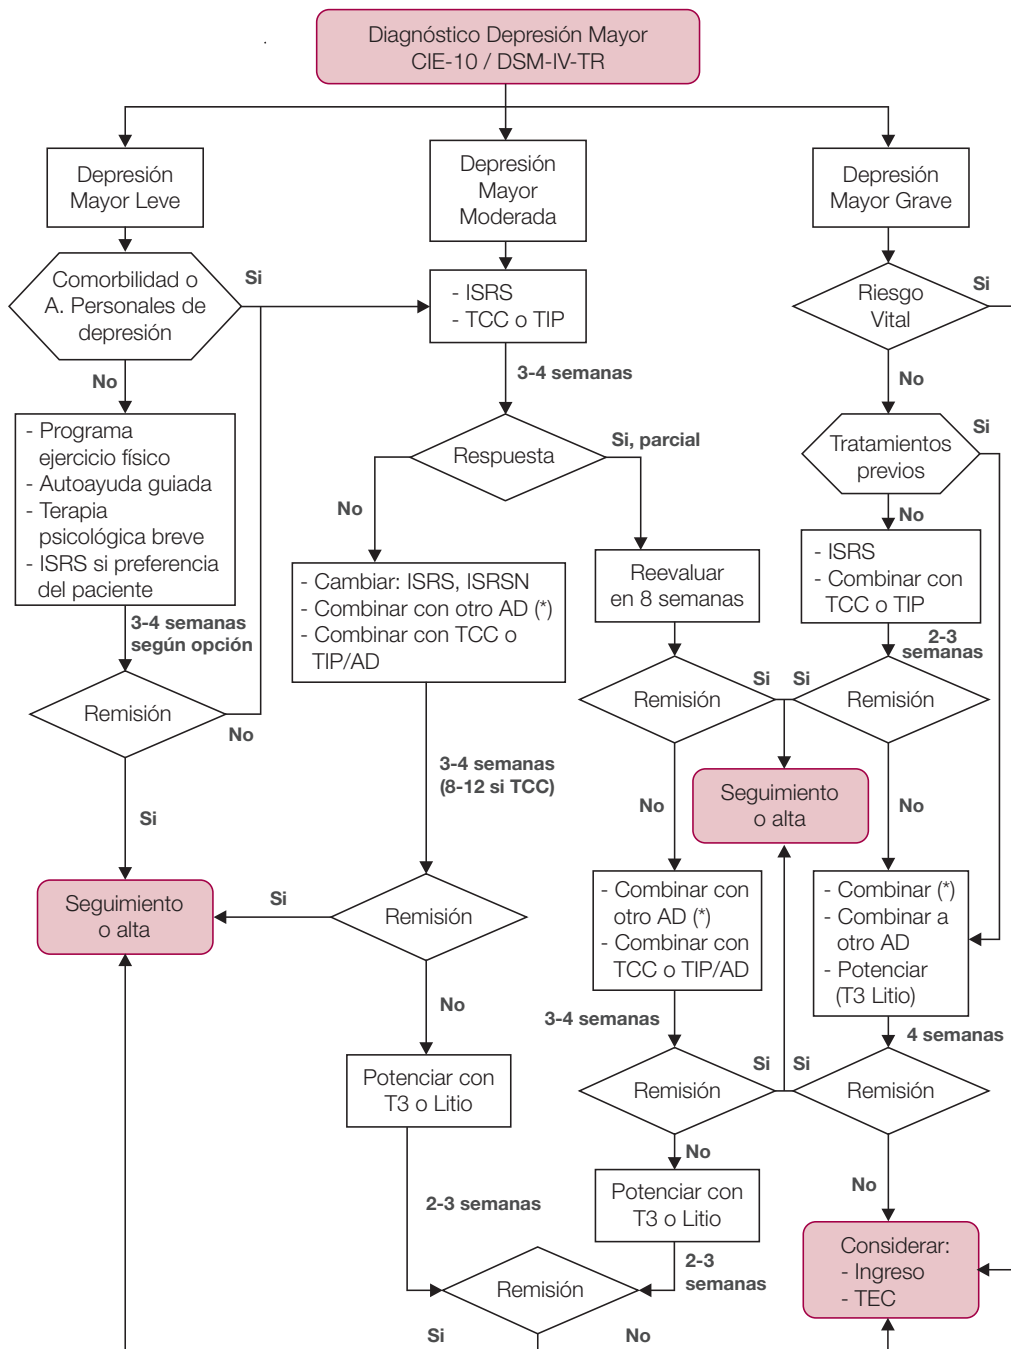 Diagnóstico Depresión Mayor
CIE-10 / DSM-IV-TR
Depresión
Mayor Leve
Depresión
Mayor
Moderada
Depresión
Mayor Grave
Comorbilidad o
A. Personales de
depresión
Si
- ISRS
- TCC o TIP
Riesgo
Vital
Si
No
3-4 semanas
No
- Programa
ejercicio físico
- Autoayuda guiada
- Terapia
psicológica breve
- ISRS si preferencia
del paciente
Respuesta
Si, parcial
No
Tratamientos
previos
Si
No
- Cambiar: ISRS, ISRSN
- Combinar con otro AD (*)
- Combinar con TCC o
TIP/AD
Reevaluar
en 8 semanas
- ISRS
- Combinar con
TCC o TIP
3-4 semanas
según opción
2-3
semanas
Remisión
No
Si
Remisión
Si
Si
Remisión
3-4 semanas
(8-12 si TCC)
No
Seguimiento
o alta
No
Seguimiento
o alta
Si
Remisión
- Combinar con
otro AD (*)
- Combinar con
TCC o TIP/AD
- Combinar (*)
- Combinar a
otro AD
- Potenciar
(T3 Litio)
No
3-4 semanas
4 semanas
Potenciar con
T3 o Litio
Remisión
Si
Si
Remisión
No
No
2-3 semanas
Potenciar con
T3 o Litio
2-3
semanas
Remisión
Si
No
Considerar:
- Ingreso
- TEC